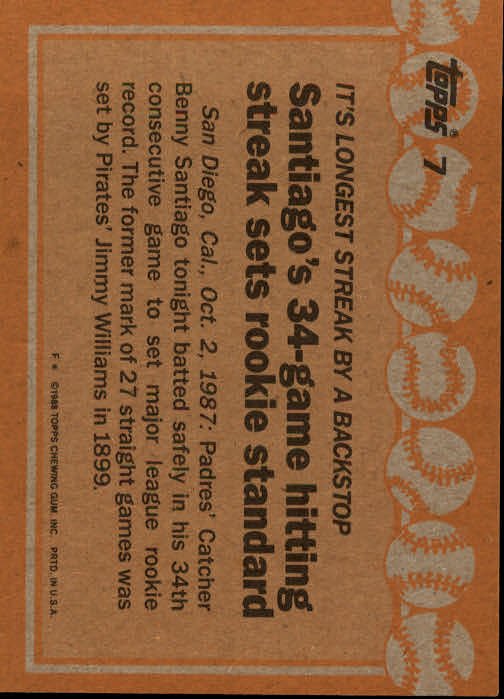 topps® 7
IT'S LONGEST STREAK BY A BACKSTOP
Santiago's 34-game hitting
streak sets rookie standard
San Diego, Cal., Oct. 2, 1987: Padres' Catcher
Benny Santiago tonight batted safely in his 34th
consecutive game to set major league rookie
record. The former mark of 27 straight games was
set by Pirates' Jimmy Williams in 1899.
F * ©1988 TOPPS CHEWING GUM, INC. PRTD. IN U.S.A.